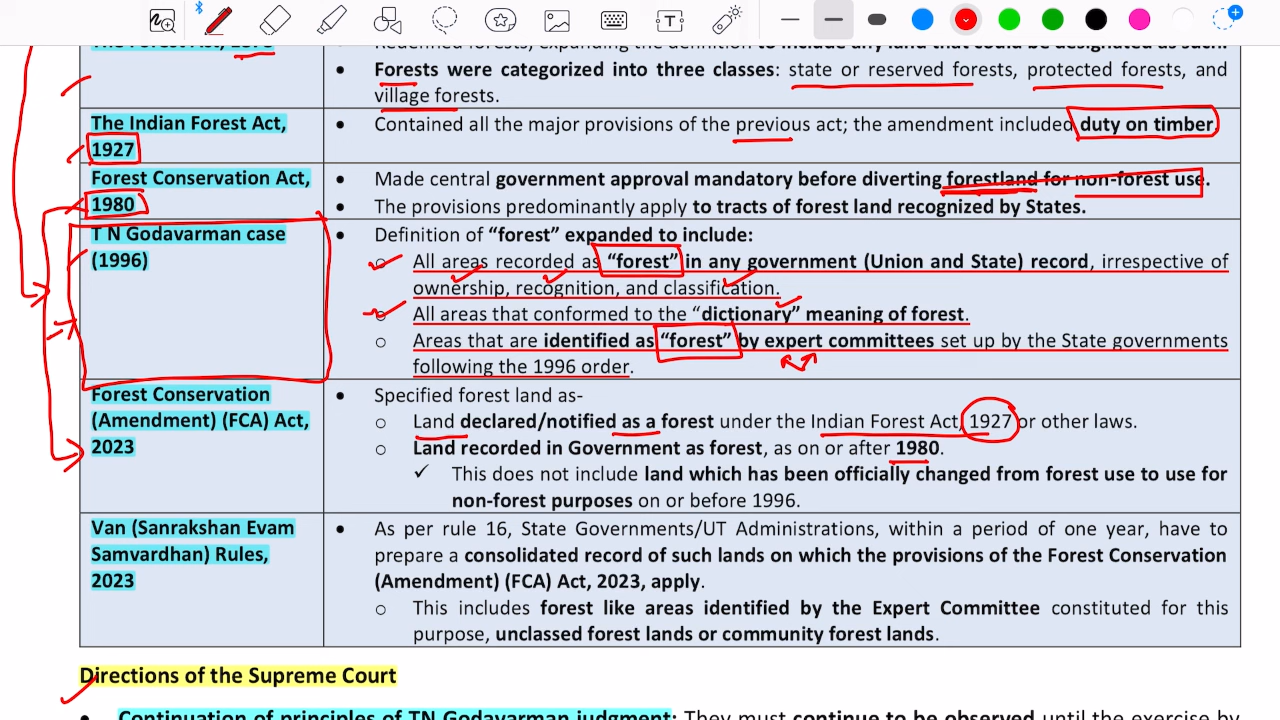 The Forest Act,
Redefined forests, expanding the definition to include any land that could be designated as such.
• Forests were categorized into three classes: state or reserved forests, protected forests, and
village forests.
The Indian Forest Act,
1927
• Contained all the major provisions of the previous act; the amendment included duty on timber.
Forest Conservation Act,
1980
• Made central government approval mandatory before diverting forestland for non-forest use.
• The provisions predominantly apply to tracts of forest land recognized by States.
T N Godavarman case
(1996)
• Definition of “forest” expanded to include:
o All areas recorded as “forest” in any government (Union and State) record, irrespective of
ownership, recognition, and classification.
o All areas that conformed to the “dictionary” meaning of forest.
o Areas that are identified as “forest” by expert committees set up by the State governments
following the 1996 order.
Forest Conservation
(Amendment) (FCA) Act,
2023
• Specified forest land as-
o Land declared/notified as a forest under the Indian Forest Act, 1927 or other laws.
o Land recorded in Government as forest, as on or after 1980.
✓ This does not include land which has been officially changed from forest use to use for
non-forest purposes on or before 1996.
Van (Sanrakshan Evam
Samvardhan) Rules,
2023
• As per rule 16, State Governments/UT Administrations, within a period of one year, have to
prepare a consolidated record of such lands on which the provisions of the Forest Conservation
(Amendment) (FCA) Act, 2023, apply.
o This includes forest like areas identified by the Expert Committee constituted for this
purpose, unclassed forest lands or community forest lands.
Directions of the Supreme Court
• Continuation of principles of TN Godavarman judgment: They must continue to be observed until the exercise by